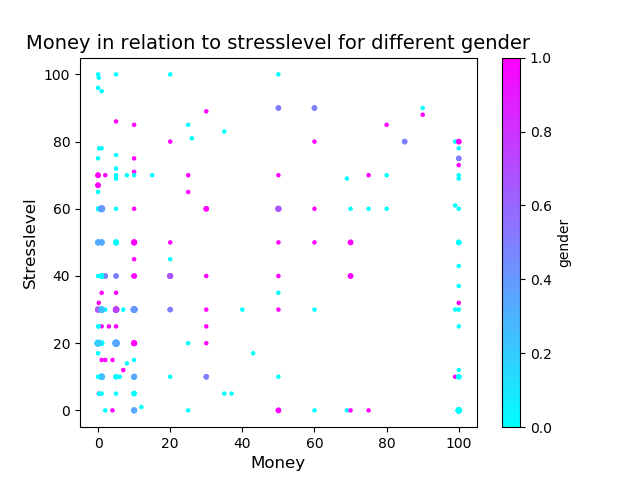 Money in relation to stresslevel for different gender
100
80
60
40
20
0
Stresslevel
0 20 40 60 80 100
Money
1.0
0.8
0.6
0.4
0.2
0.0
gender